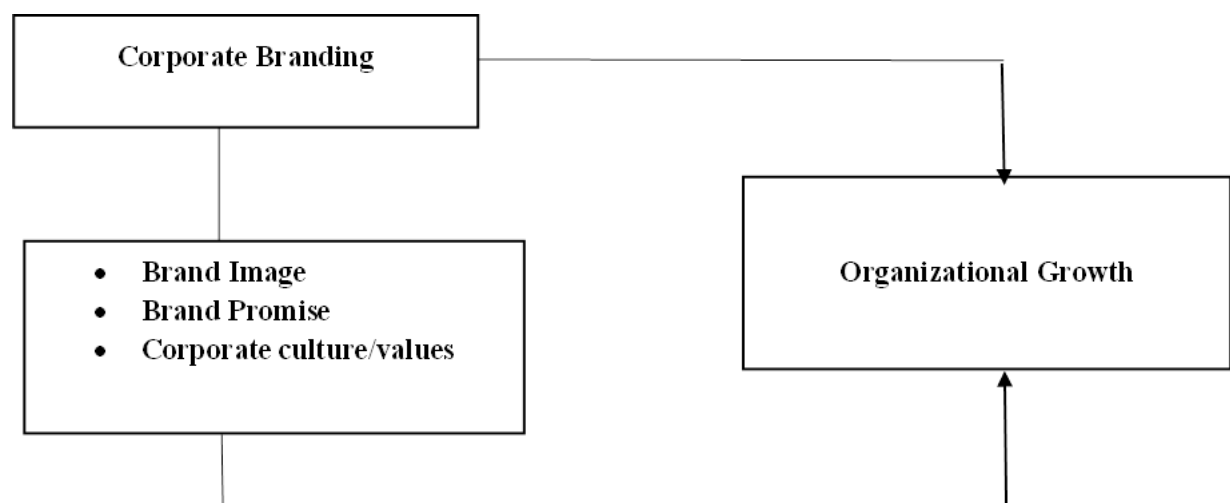 Corporate Branding
• Brand Image
• Brand Promise
• Corporate culture/values
Organizational Growth